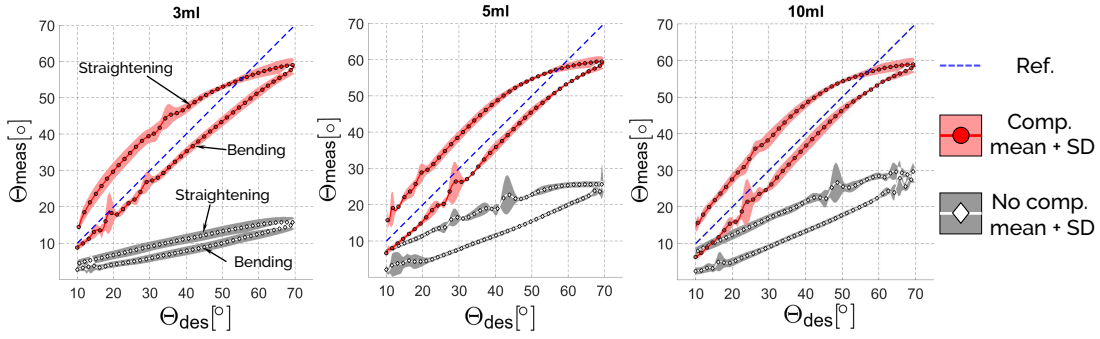 3ml
5ml
10ml
70
60
50
40
30
20
10
Θmeas[°]
Straightening
Bending
Straightening
Bending
10 20 30 40 50 60 70
Θdes[°]
70
60
50
40
30
20
10
Θmeas[°]
10 20 30 40 50 60 70
Θdes[°]
70
60
50
40
30
20
10
Θmeas[°]
10 20 30 40 50 60 70
Θdes[°]
Ref.
Comp.
mean + SD
No comp.
mean + SD